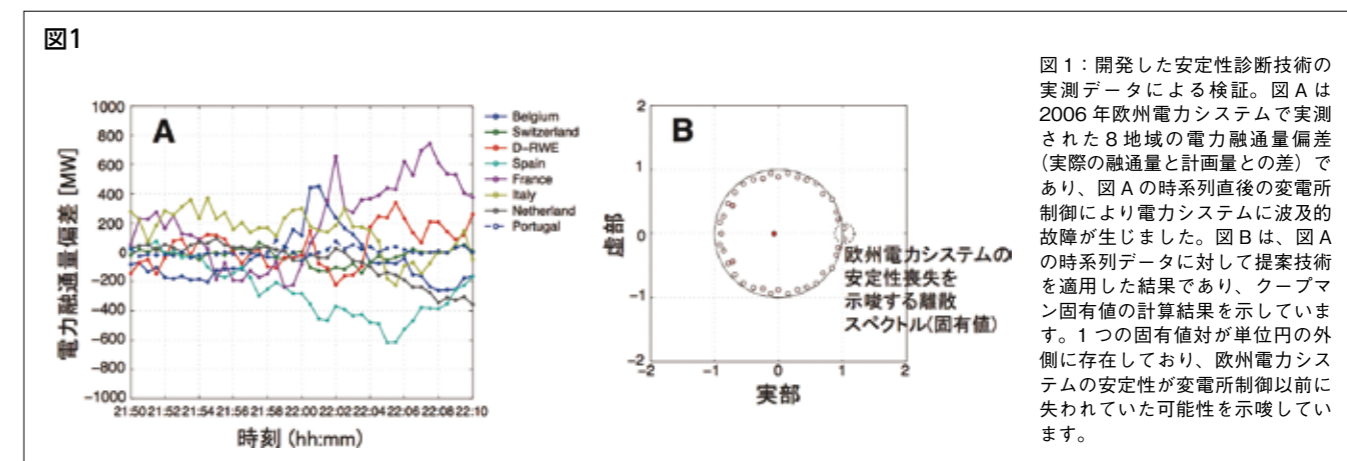 図1
A
1000
800
600
400
200
0
−200
−400
−600
−800
−1000
電力融通量偏差 [MW]
21:50 21:52 21:54 21:56 21:58 22:00 22:02 22:04 22:06 22:08 22:10
時刻 (hh:mm)
Belgium
Switzerland
D−RWE
Spain
France
Italy
Netherland
Portugal
B
2
1
0
−1
−2
虚部
−2 −1 0 1 2
実部
欧州電力システムの
安定性喪失を
示唆する離散
スペクトル(固有値)
図1:開発した安定性診断技術の
実測データによる検証。図Aは
2006年欧州電力システムで実測
された8地域の電力融通量偏差
(実際の融通量と計画量との差)で
あり、図Aの時系列直後の変電所
制御により電力システムに波及的
故障が生じました。図Bは、図A
の時系列データに対して提案技術
を適用した結果であり、クープマ
ン固有値の計算結果を示していま
す。1つの固有値対が単位円の外
側に存在しており、欧州電力シス
テムの安定性が変電所制御以前に
失われていた可能性を示唆してい
ます。